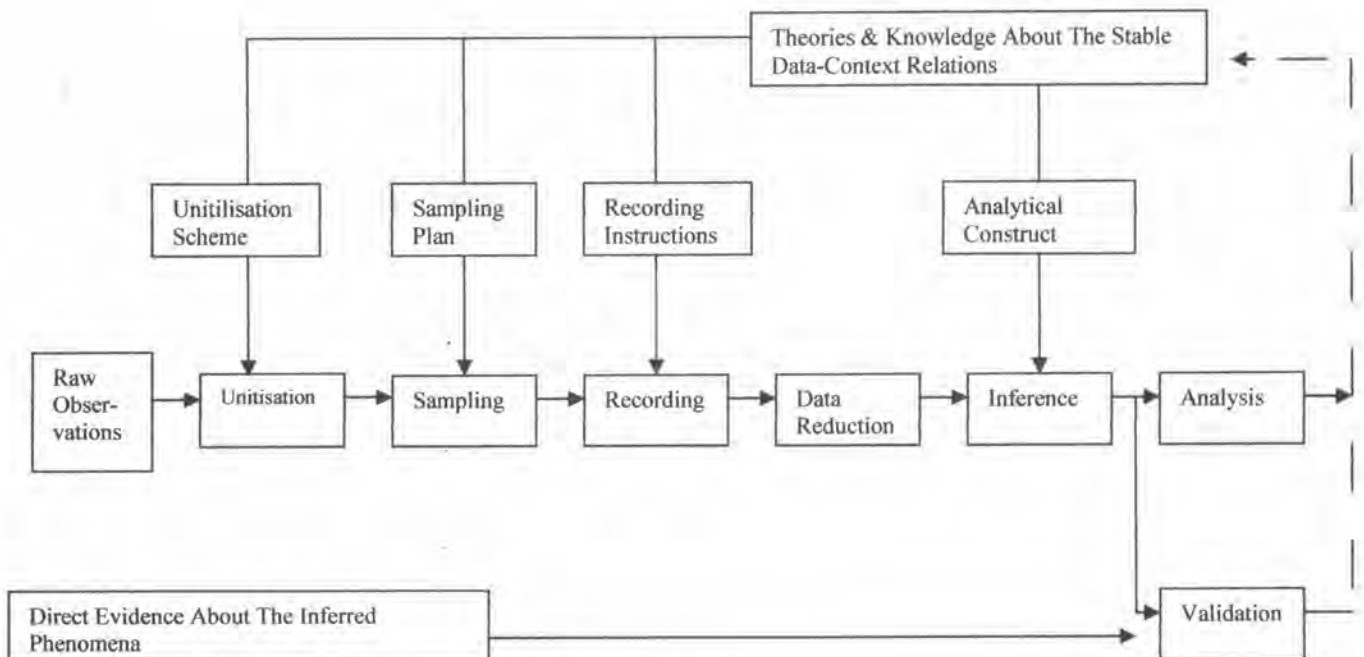 Theories & Knowledge About The Stable
Data-Context Relations
Unitilisation
Scheme
Sampling
Plan
Recording
Instructions
Analytical
Construct
Raw
Obser-
vations
Unitisation
Sampling
Recording
Data
Reduction
Inference
Analysis
Direct Evidence About The Inferred
Phenomena
Validation